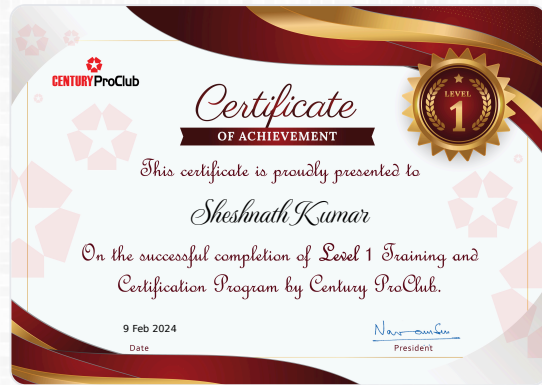 CENTURY ProClub
Certificate
OF ACHIEVEMENT
LEVEL
1
This certificate is proudly presented to
Sheshnath Kumar
On the successful completion of Level 1 Training and
Certification Program by Century ProClub.
9 Feb 2024
Date
President